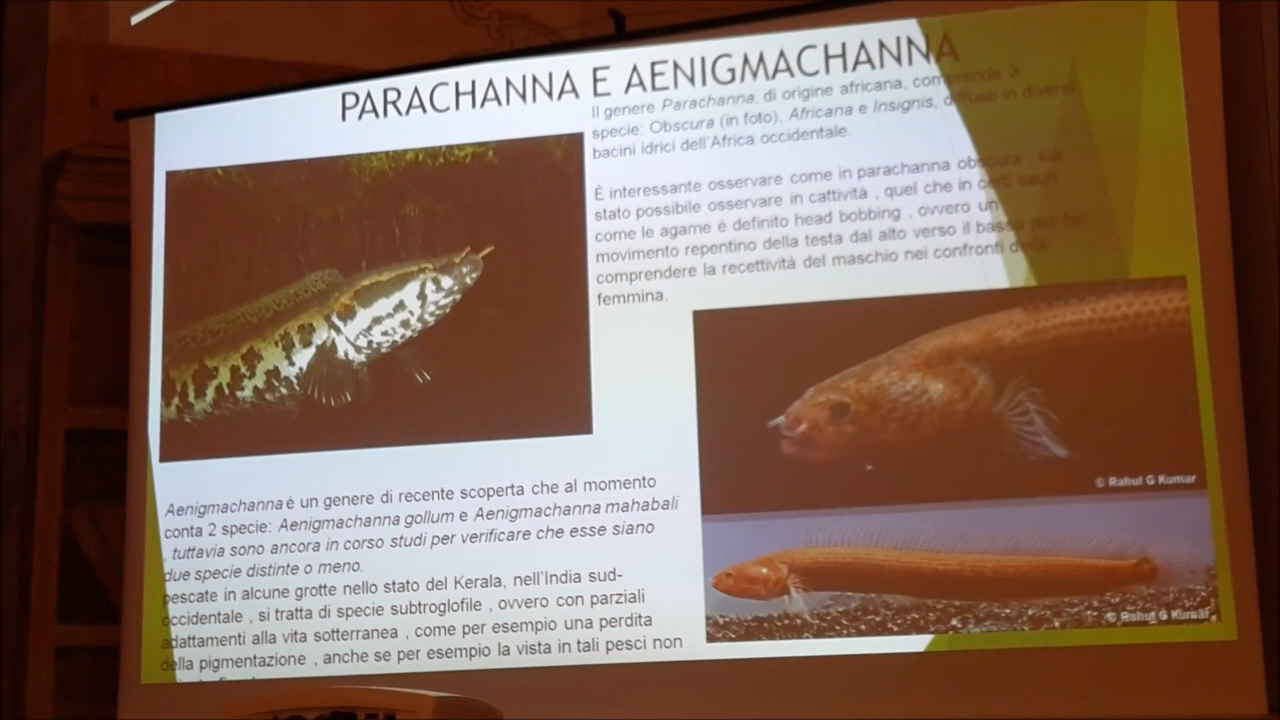 PARACHANNA E AENIGMACHANNA
Il genere Parachanna, di origine africana, comprende 3
specie: Obscura (in foto), Africana e Insignis, diffuse in diversi
bacini idrici dell'Africa occidentale.
È interessante osservare come in parachanna obscura , sia
stato possibile osservare in cattività , quel che in certi sauri
come le agame è definito head bobbing , ovvero un
movimento repentino della testa dal alto verso il basso per far
comprendere la recettività del maschio nei confronti della
femmina.
© Rahul G Kumar
Aenigmachanna è un genere di recente scoperta che al momento
conta 2 specie: Aenigmachanna gollum e Aenigmachanna mahabali
, tuttavia sono ancora in corso studi per verificare che esse siano
due specie distinte o meno.
pescate in alcune grotte nello stato del Kerala, nell'India sud-
occidentale , si tratta di specie subtroglofile , ovvero con parziali
adattamenti alla vita sotterranea , come per esempio una perdita
della pigmentazione , anche se per esempio la vista in tali pesci non
© Rahul G Kumar